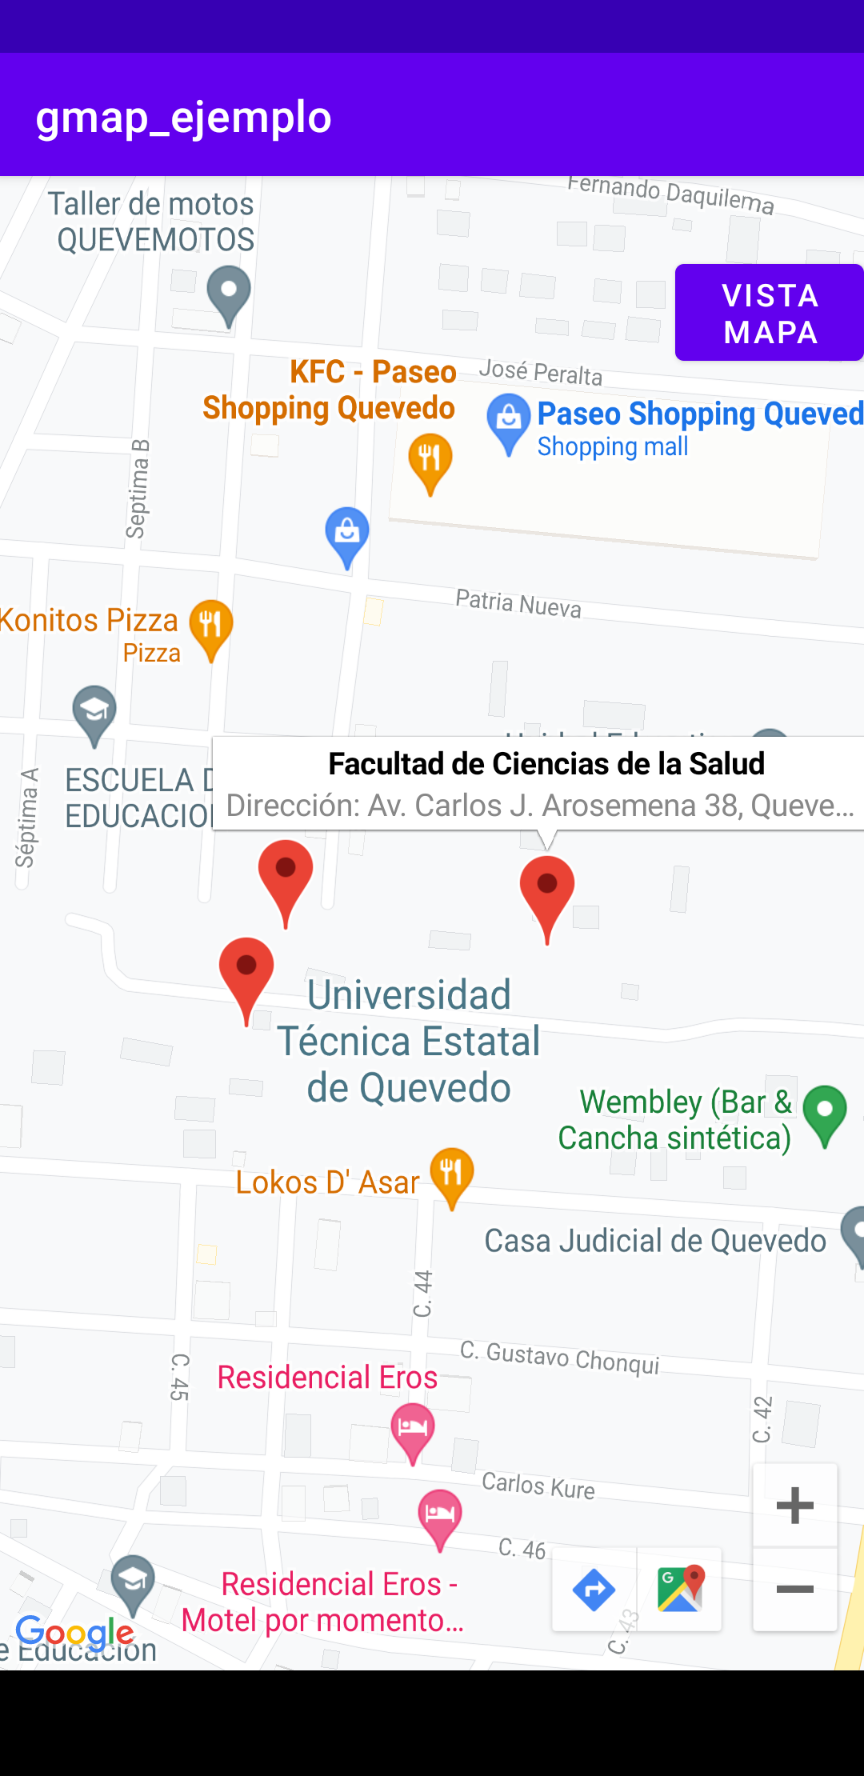 gmap_ejemplo
Fernando Daquilema
Taller de motos
QUEVEMOTOS
VISTA
MAPA
José Peralta
KFC - Paseo
Shopping Quevedo
Paseo Shopping Queved
Shopping mall
Septima B
Patria Nueva
Konitos Pizza
Pizza
Facultad de Ciencias de la Salud
Dirección: Av. Carlos J. Arosemena 38, Queve...
ESCUELA D
EDUCACIO
Séptima A
Universidad
Técnica Estatal
de Quevedo
Wembley (Bar &
Cancha sintética)
Lokos D' Asar
Casa Judicial de Quevedo
C. 44
C. Gustavo Chonqui
C. 45
Residencial Eros
C. 42
Carlos Kure
C. 46
Residencial Eros -
Motel por momento...
C. 43
G
Google
e Educación